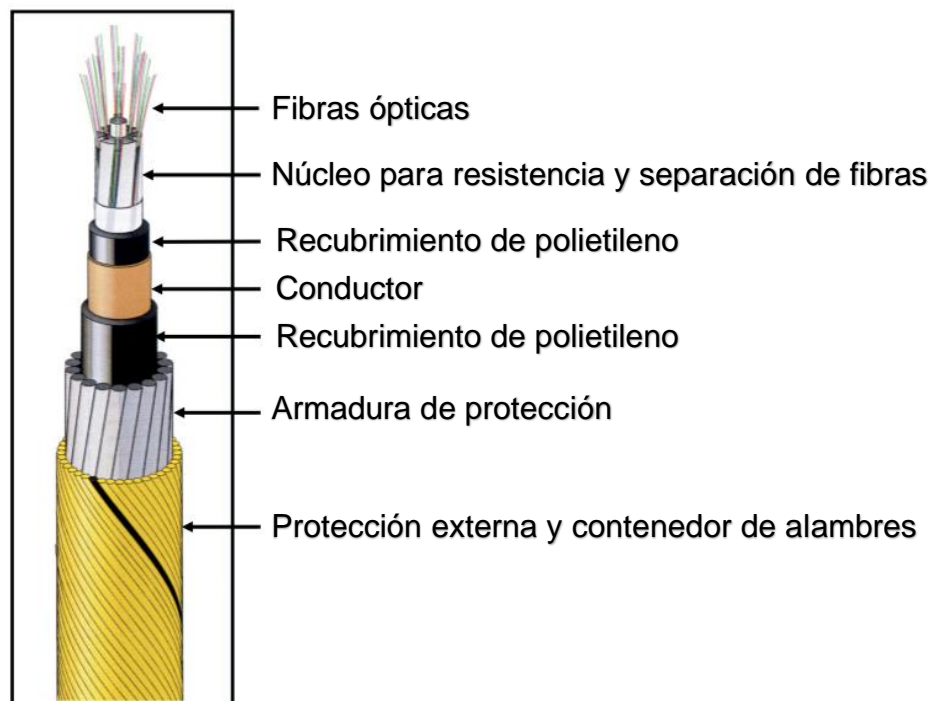 Fibras ópticas
Núcleo para resistencia y separación de fibras
Recubrimiento de polietileno
Conductor
Recubrimiento de polietileno
Armadura de protección
Protección externa y contenedor de alambres